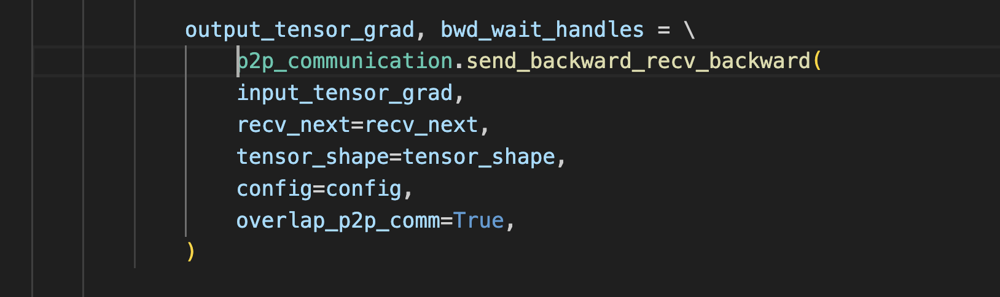 output_tensor_grad, bwd_wait_handles = \
p2p_communication.send_backward_recv_backward(
input_tensor_grad,
recv_next=recv_next,
tensor_shape=tensor_shape,
config=config,
overlap_p2p_comm=True,
)